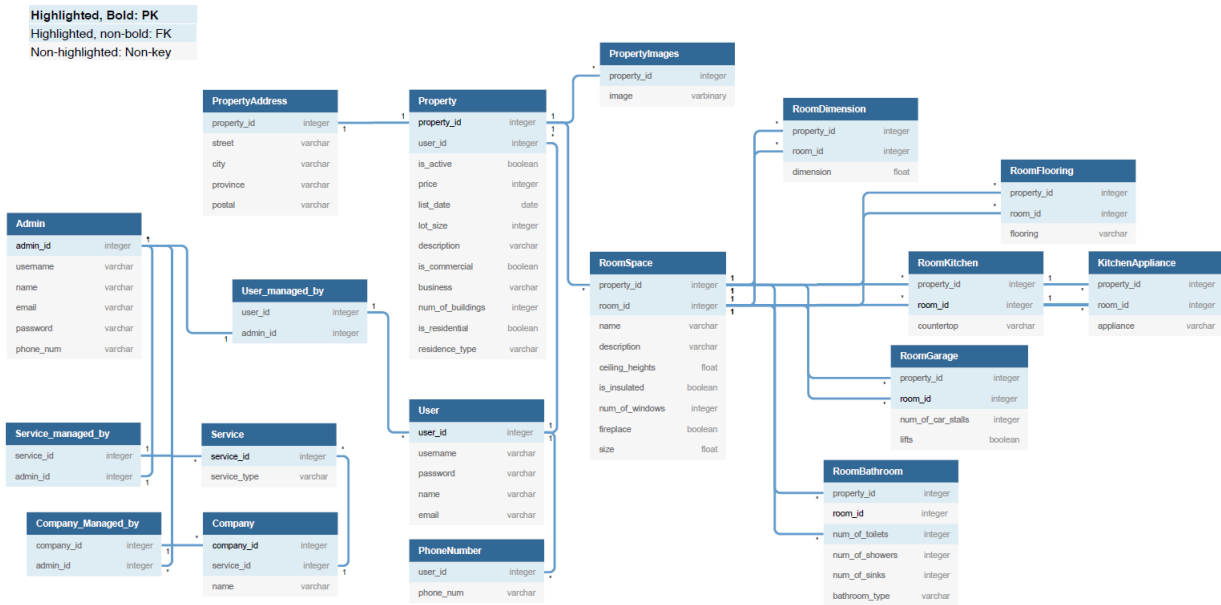 Highlighted, Bold: PK
Highlighted, non-bold: FK
Non-highlighted: Non-key
PropertyImages
property_id integer
image varbinary
PropertyAddress
property_id integer
street varchar
city varchar
province varchar
postal varchar
Property
property_id integer
user_id integer
is_active boolean
price integer
list_date date
lot_size integer
description varchar
is_commercial boolean
business varchar
num_of_buildings integer
is_residential boolean
residence_type varchar
RoomDimension
property_id integer
room_id integer
dimension float
RoomFlooring
property_id integer
room_id integer
flooring varchar
Admin
admin_id integer
username varchar
name varchar
email varchar
password varchar
phone_num varchar
User_managed_by
user_id integer
admin_id integer
RoomSpace
property_id integer
room_id integer
name varchar
description varchar
ceiling_heights float
is_insulated boolean
num_of_windows integer
fireplace boolean
size float
RoomKitchen
property_id integer
room_id integer
countertop varchar
KitchenAppliance
property_id integer
room_id integer
appliance varchar
RoomGarage
property_id integer
room_id integer
num_of_car_stalls integer
lifts boolean
User
user_id integer
username varchar
password varchar
name varchar
email varchar
Service_managed_by
service_id integer
admin_id integer
Service
service_id integer
service_type varchar
RoomBathroom
property_id integer
room_id integer
num_of_toilets integer
num_of_showers integer
num_of_sinks integer
bathroom_type varchar
Company_Managed_by
company_id integer
admin_id integer
Company
company_id integer
service_id integer
name varchar
PhoneNumber
user_id integer
phone_num varchar